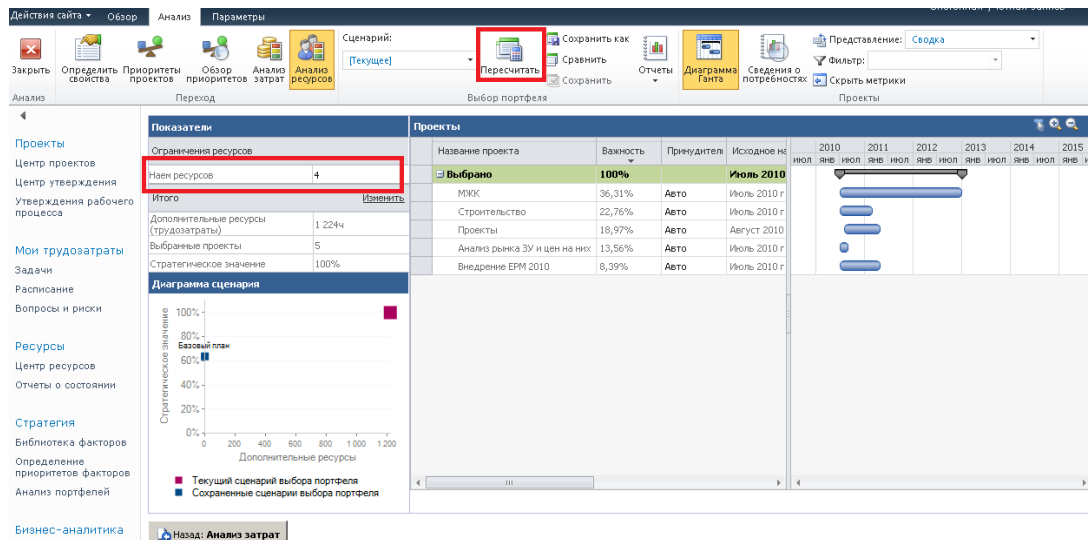 Действия сайта Обзор Анализ Параметры
Закрыть
Определить свойства
Приоритеты проектов
Обзор приоритетов
Анализ затрат
Анализ ресурсов
Сценарий:
[Текущее]
Пересчитать
Сохранить как
Сравнить
Сохранить
Отчеты
Диаграмма Ганта
Сведения о потребностях
Представление: Сводка
Фильтр:
Скрыть метрики
Анализ Переход Выбор портфеля Проекты
Проекты
Центр проектов
Центр утверждения
Утверждения рабочего
процесса
Мои трудозатраты
Задачи
Расписание
Вопросы и риски
Ресурсы
Центр ресурсов
Отчеты о состоянии
Стратегия
Библиотека факторов
Определение
приоритетов факторов
Анализ портфелей
Бизнес-аналитика
Показатели
Ограничения ресурсов
Наем ресурсов 4
Итого Изменить
Дополнительные ресурсы
(трудозатраты) 1 224ч
Выбранные проекты 5
Стратегическое значение 100%
Диаграмма сценария
Стратегическое значение
100%
80%
Базовый план
60%
40%
20%
0%
0 200 400 600 800 1 000 1 200
Дополнительные ресурсы
Текущий сценарий выбора портфеля
Сохраненные сценарии выбора портфеля
Назад: Анализ затрат
Проекты
Название проекта Важность Принудител Исходное на
Выбрано 100% Июль 2010
МЖКК 36,31% Авто Июль 2010 г
Строительство 22,76% Авто Июль 2010 г
Проекты 18,97% Авто Август 2010
Анализ рынка ЗУ и цен на них 13,56% Авто Июль 2010 г
Внедрение EPM 2010 8,39% Авто Июль 2010 г
2010 2011 2012 2013 2014 2015
июл янв июл янв июл янв июл янв июл янв июл янв